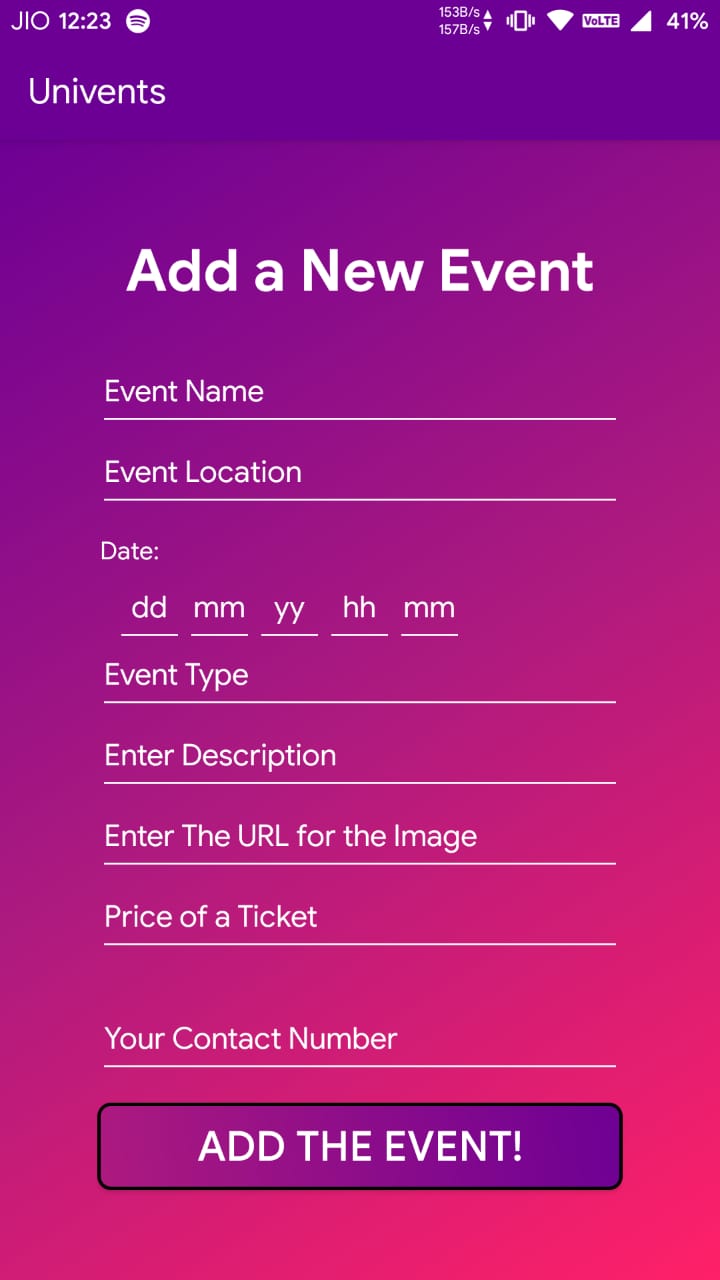 JIO 12:23 153B/s 157B/s VoLTE 41%
Univents
Add a New Event
Event Name
Event Location
Date:
dd mm yy hh mm
Event Type
Enter Description
Enter The URL for the Image
Price of a Ticket
Your Contact Number
ADD THE EVENT!